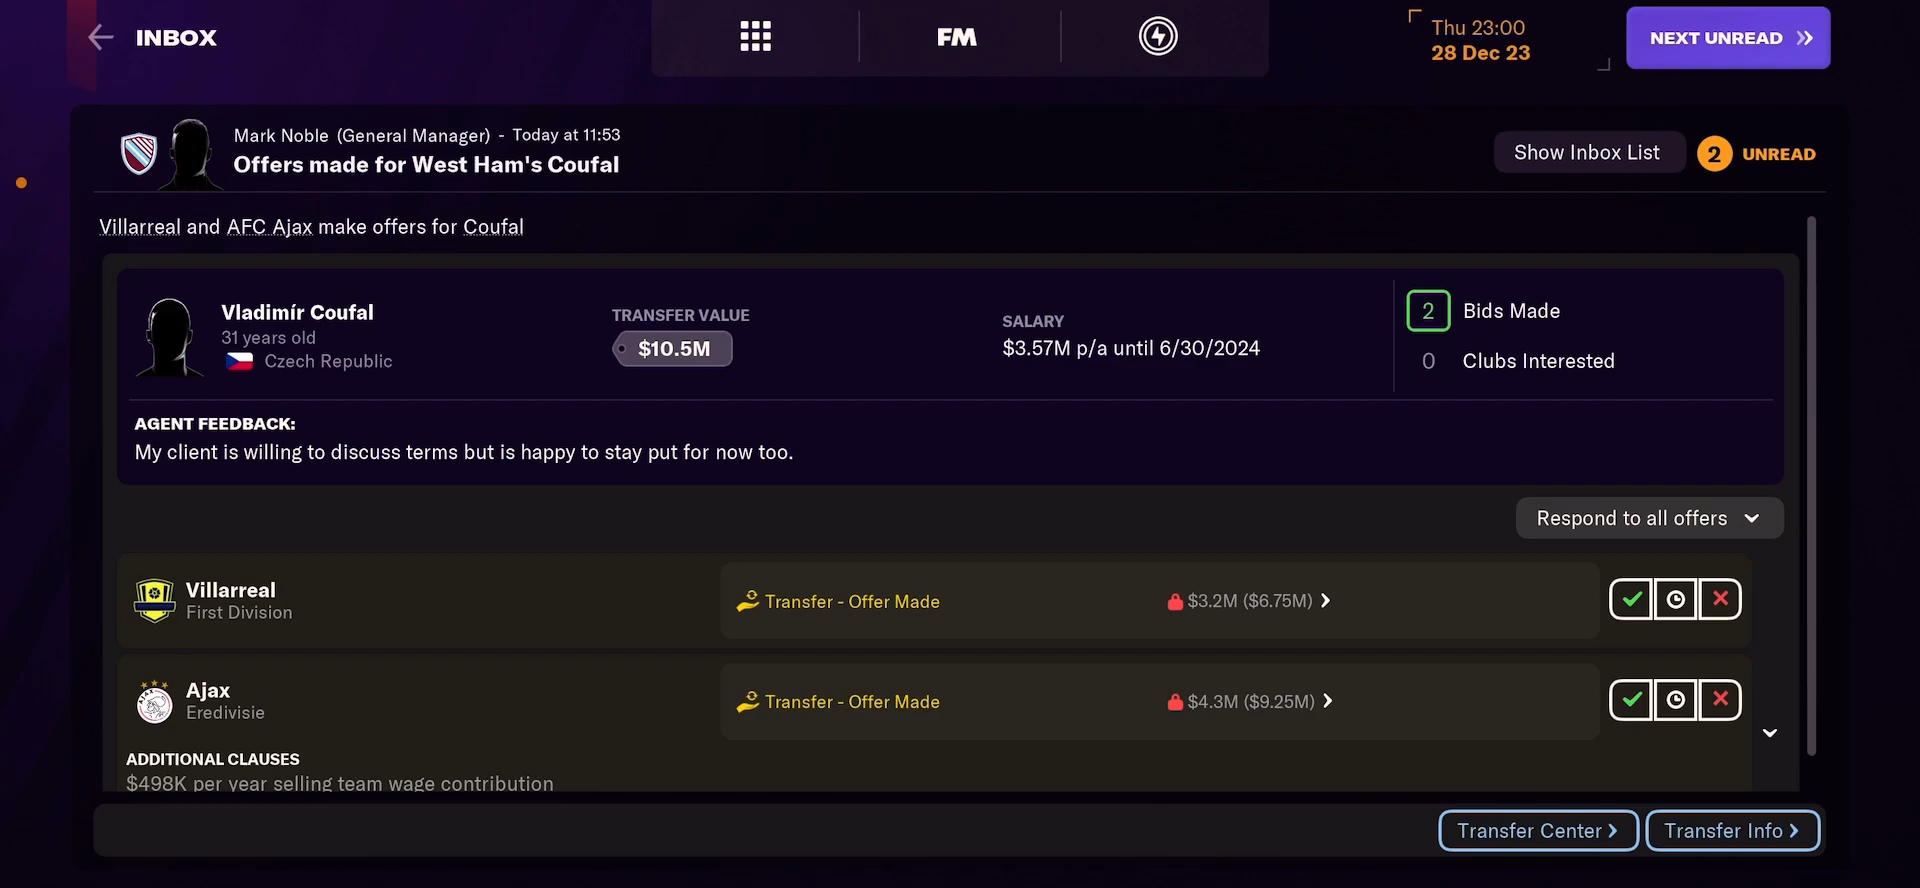 INBOX
FM
Thu 23:00
28 Dec 23
NEXT UNREAD
Mark Noble (General Manager) - Today at 11:53
Offers made for West Ham's Coufal
Show Inbox List
2 UNREAD
Villarreal and AFC Ajax make offers for Coufal
Vladimír Coufal
31 years old
Czech Republic
TRANSFER VALUE
$10.5M
SALARY
$3.57M p/a until 6/30/2024
2 Bids Made
0 Clubs Interested
AGENT FEEDBACK:
My client is willing to discuss terms but is happy to stay put for now too.
Respond to all offers
Villarreal
First Division
Transfer - Offer Made
$3.2M ($6.75M)
Ajax
Eredivisie
Transfer - Offer Made
$4.3M ($9.25M)
ADDITIONAL CLAUSES
$498K per year selling team wage contribution
Transfer Center
Transfer Info